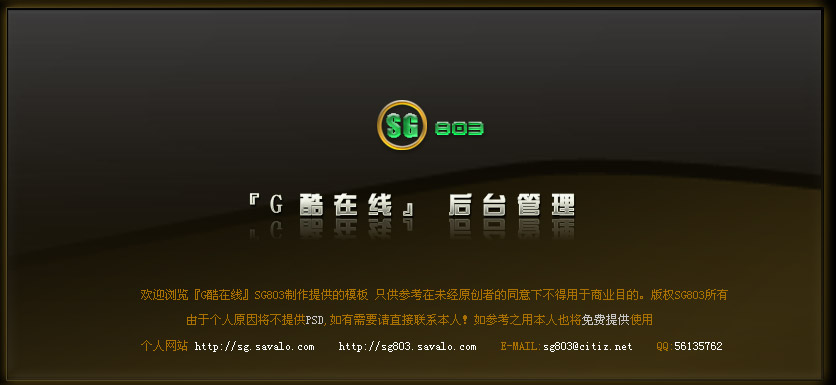 SG 803
『G 酷在线』 后台管理
欢迎浏览『G酷在线』SG803制作提供的模板 只供参考在未经原创者的同意下不得用于商业目的。版权SG803所有
由于个人原因将不提供PSD,如有需要请直接联系本人！如参考之用本人也将免费提供使用
个人网站 http://sg.savalo.com http://sg803.savalo.com E-MAIL:sg803@citiz.net QQ:56135762